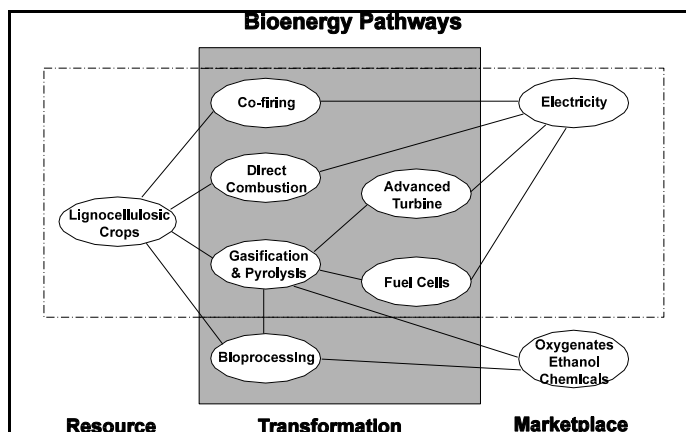 Bioenergy Pathways
Co-firing
Electricity
Direct
Combustion
Advanced
Turbine
Lignocellulosic
Crops
Gasification
& Pyrolysis
Fuel Cells
Bioprocessing
Oxygenates
Ethanol
Chemicals
Resource
Transformation
Marketplace